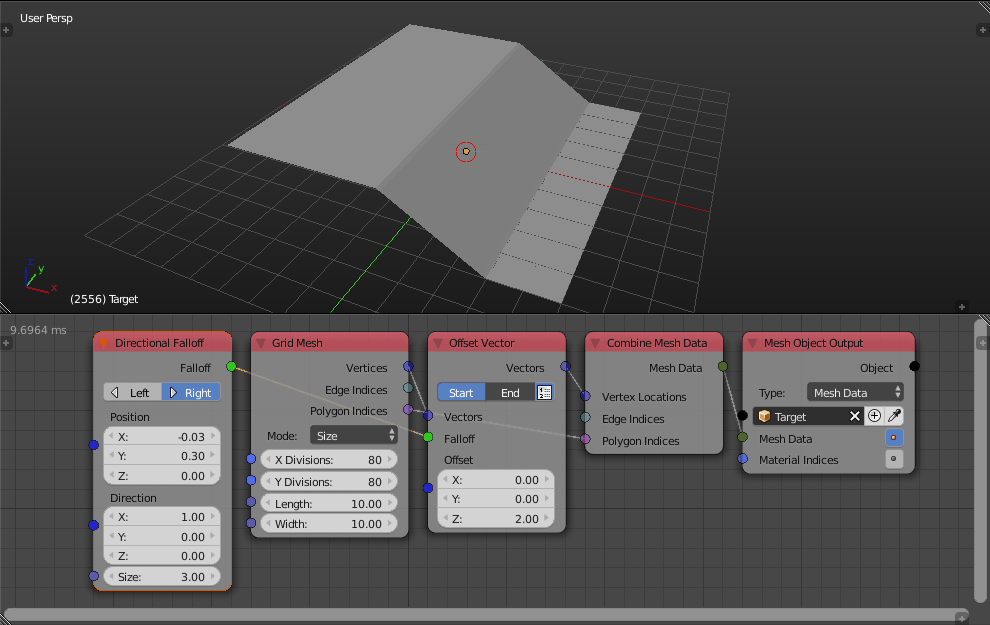 User Persp
z
y
x
(2556) Target
9.6964 ms
Directional Falloff
Falloff
Left Right
Position
X: -0.03
Y: 0.30
Z: 0.00
Direction
X: 1.00
Y: 0.00
Z: 0.00
Size: 3.00
Grid Mesh
Vertices
Edge Indices
Polygon Indices
Mode: Size
X Divisions: 80
Y Divisions: 80
Length: 10.00
Width: 10.00
Offset Vector
Vectors
Start End
Vectors
Falloff
Offset
X: 0.00
Y: 0.00
Z: 2.00
Combine Mesh Data
Mesh Data
Vertex Locations
Edge Indices
Polygon Indices
Mesh Object Output
Object
Type: Mesh Data
Target
Mesh Data
Material Indices